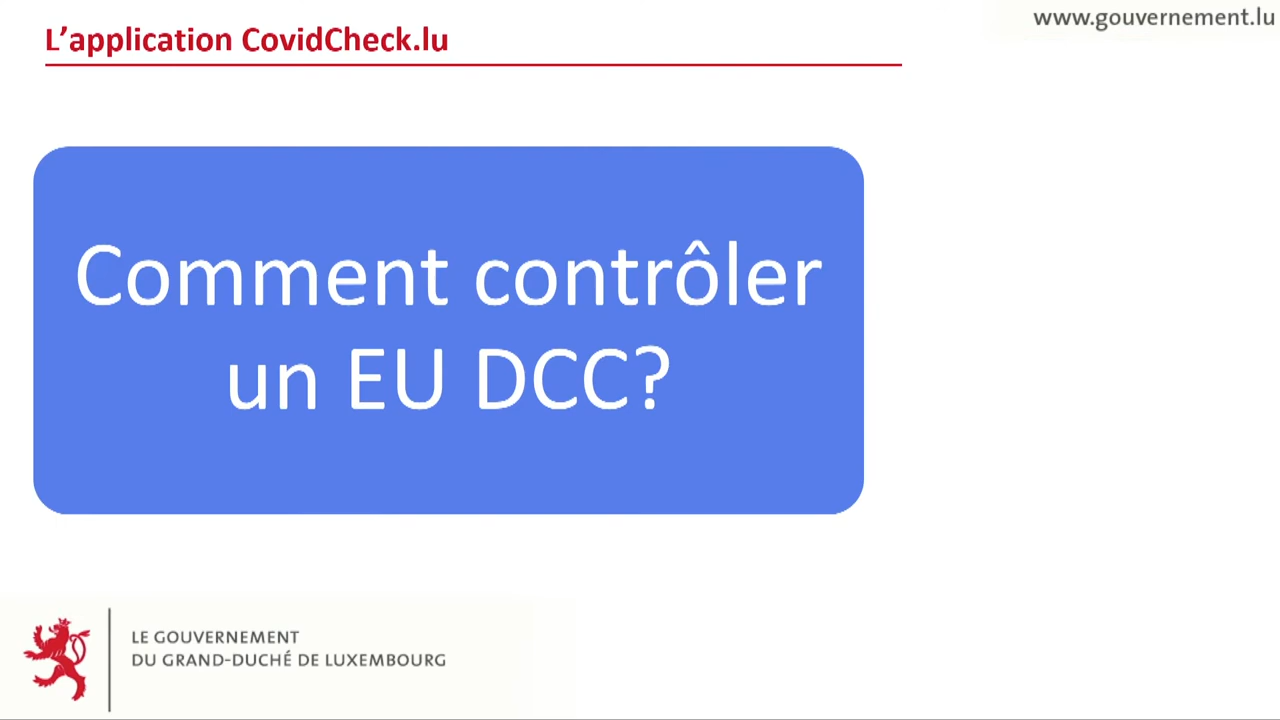 L’application CovidCheck.lu
www.gouvernement.lu
Comment contrôler
un EU DCC?
LE GOUVERNEMENT
DU GRAND-DUCHÉ DE LUXEMBOURG